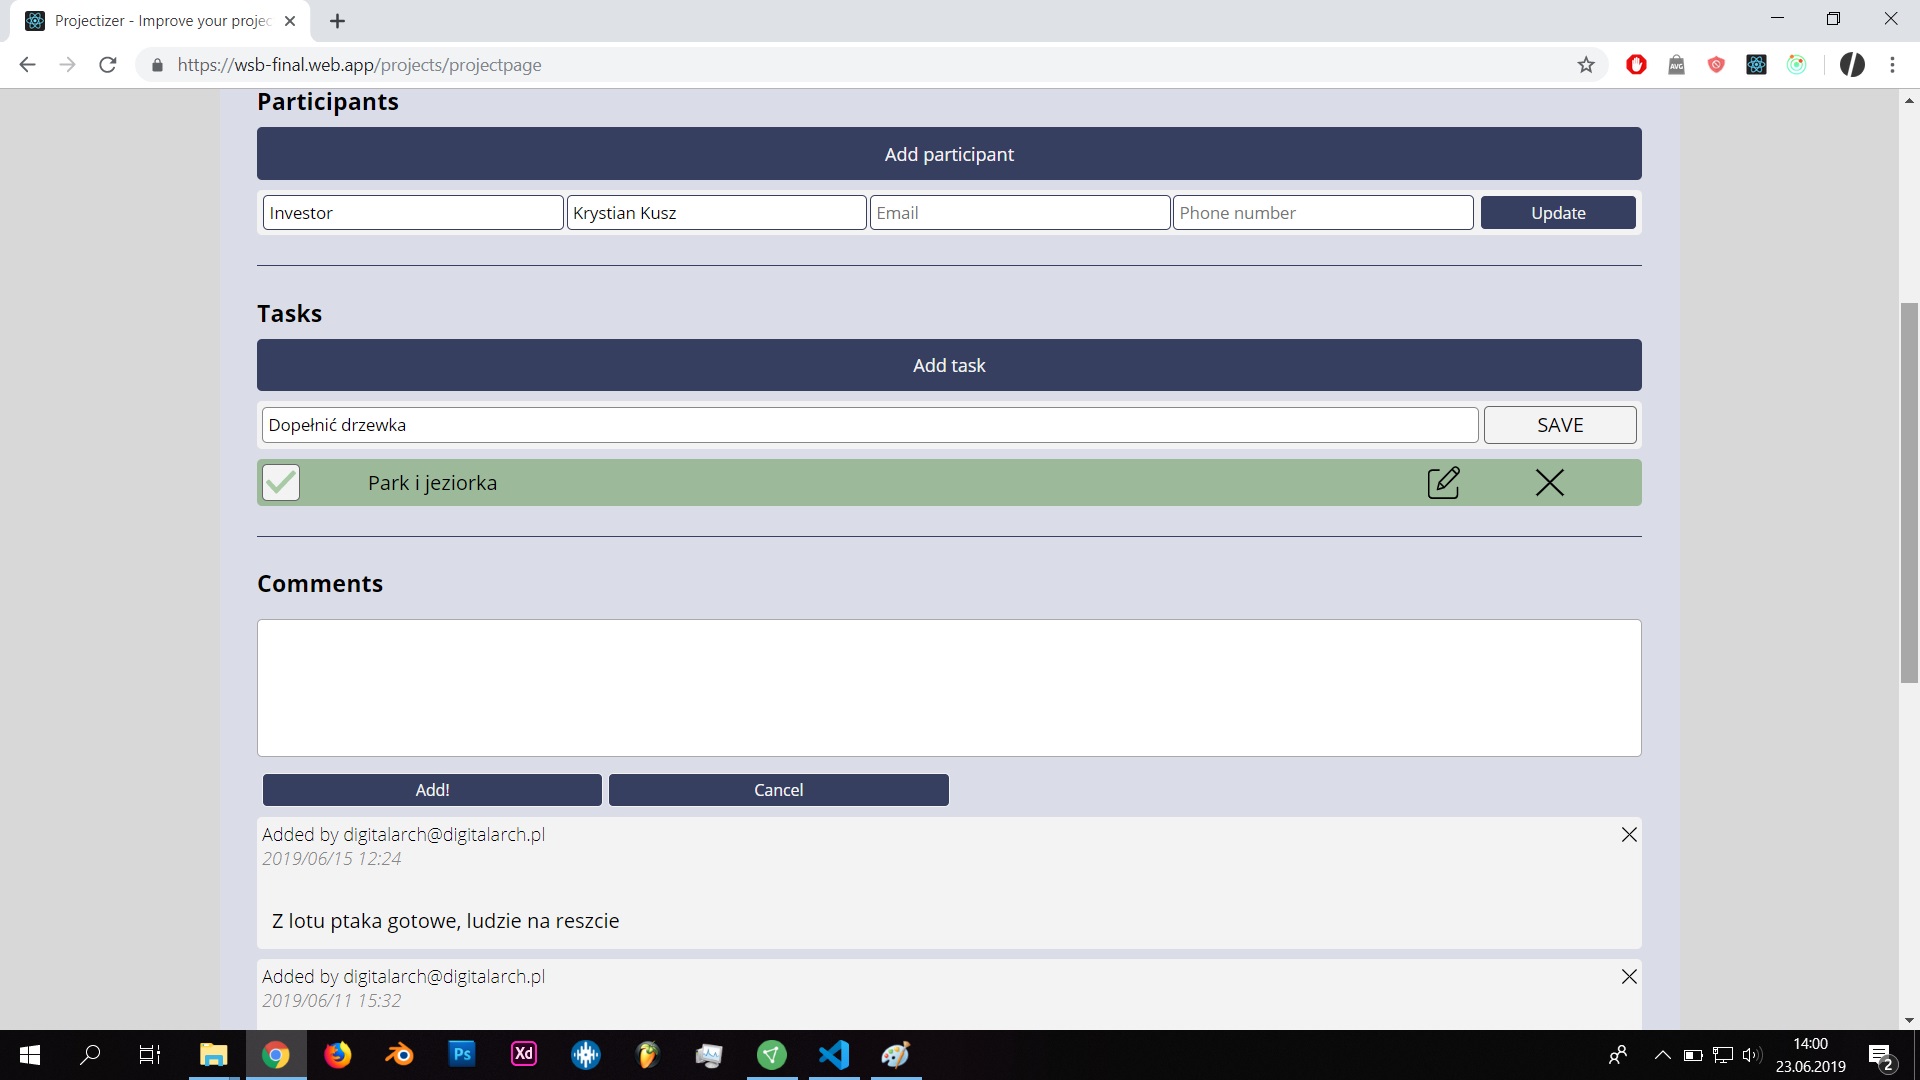 Projectizer - Improve your projec
https://wsb-final.web.app/projects/projectpage
Participants
Add participant
Investor Krystian Kusz Email Phone number Update
Tasks
Add task
Dopełnić drzewka SAVE
Park i jeziorka
Comments
Add! Cancel
Added by digitalarch@digitalarch.pl
2019/06/15 12:24
Z lotu ptaka gotowe, ludzie na reszcie
Added by digitalarch@digitalarch.pl
2019/06/11 15:32
AVG
Ps
Xd
14:00
23.06.2019
2